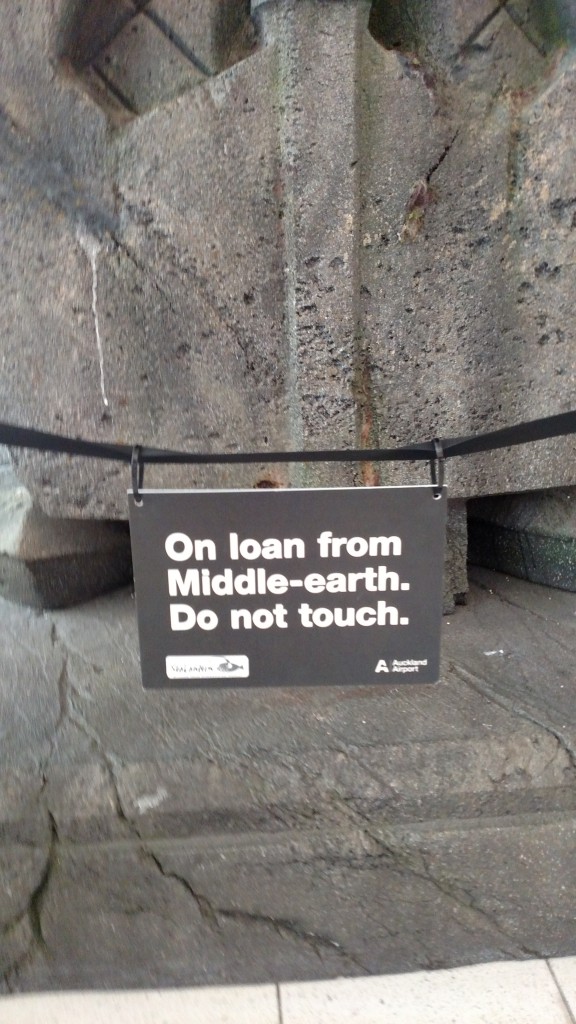 On loan from
Middle-earth.
Do not touch.
Auckland
Airport